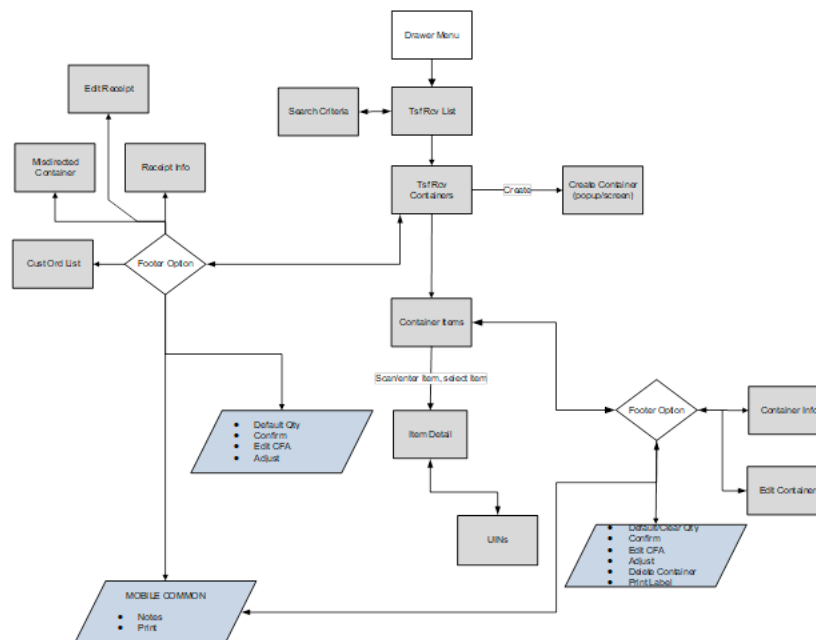 Drawer Menu
Edit Receipt
Search Criteria
Tsf Rcv List
Misdirected
Container
Receipt Info
Tsf Rcv
Containers
Create
Create Container
(popup/screen)
Cust Ord List
Footer Option
Container Items
Scan/enter Item, select Item
Footer Option
Container Info
Item Detail
• Default Qty
• Confirm
• Edit CFA
• Adjust
Edit Container
UINs
• Default/Clear Qty
• Confirm
• Edit CFA
• Adjust
• Delete Container
• Print Label
MOBILE COMMON
• Notes
• Print